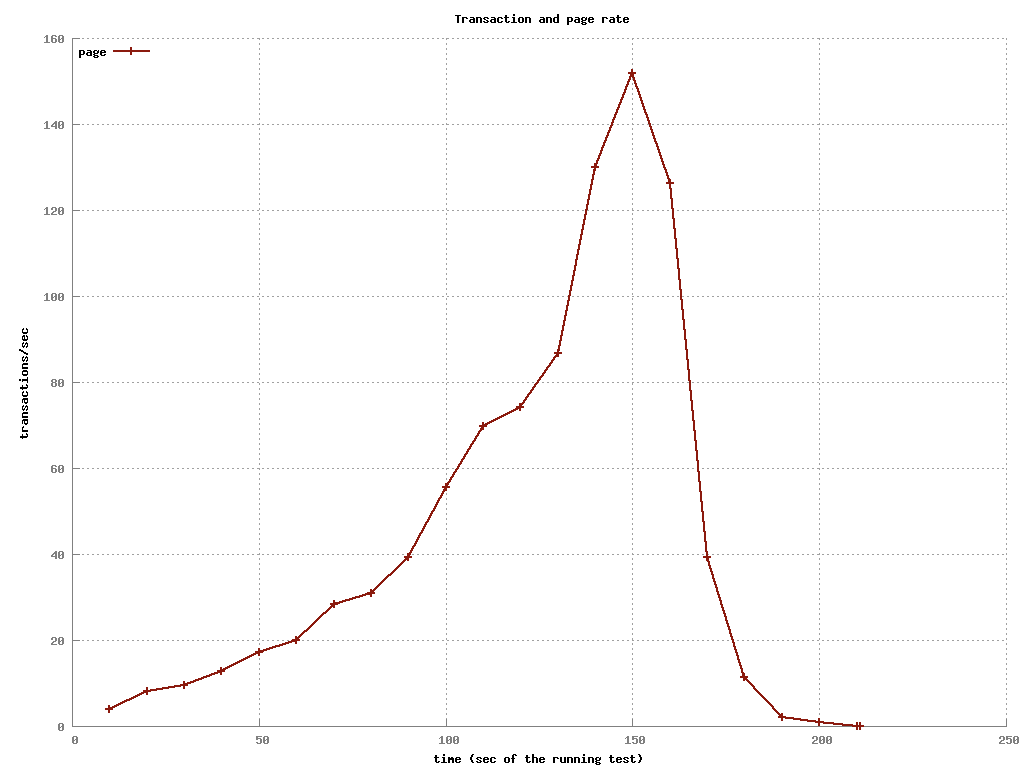 Transaction and page rate
160
page
140
120
100
80
60
40
20
0
transactions/sec
0 50 100 150 200 250
time (sec of the running test)